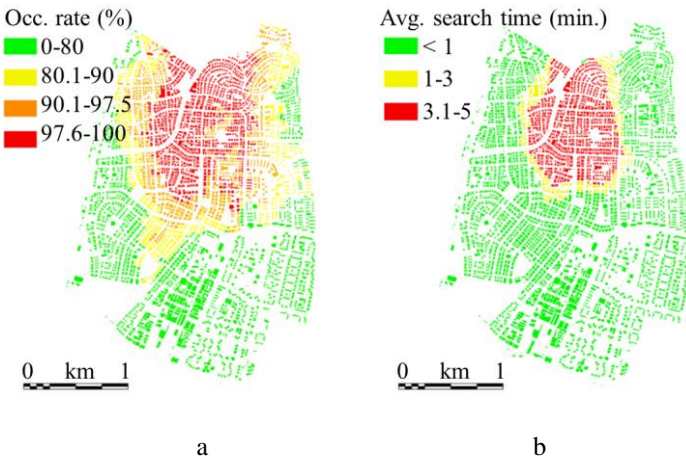 Occ. rate (%)
0-80
80.1-90
90.1-97.5
97.6-100
0 km 1
a
Avg. search time (min.)
< 1
1-3
3.1-5
0 km 1
b